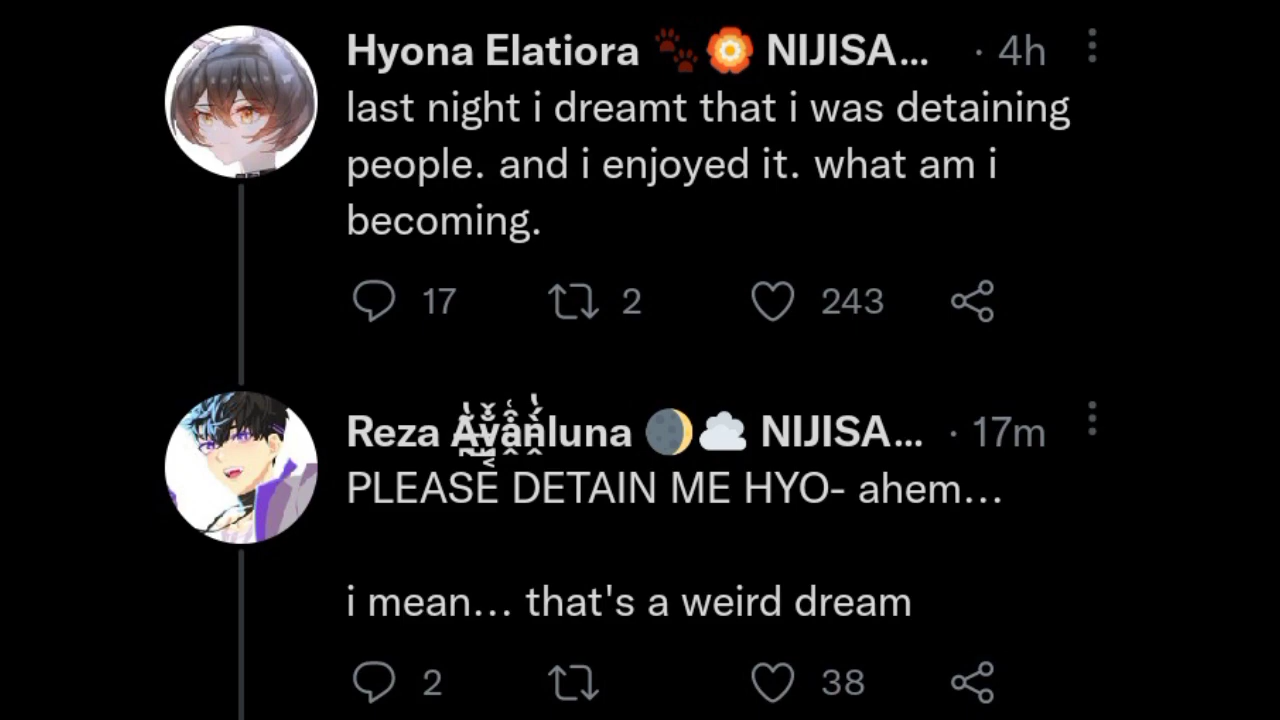 Hyona Elatiora 🐾🏵️ NIJISA... · 4h
last night i dreamt that i was detaining
people. and i enjoyed it. what am i
becoming.
17 2 243
Reza Avanluna 🌒☁️ NIJISA... · 17m
PLEASE DETAIN ME HYO- ahem...
i mean... that's a weird dream
2 38